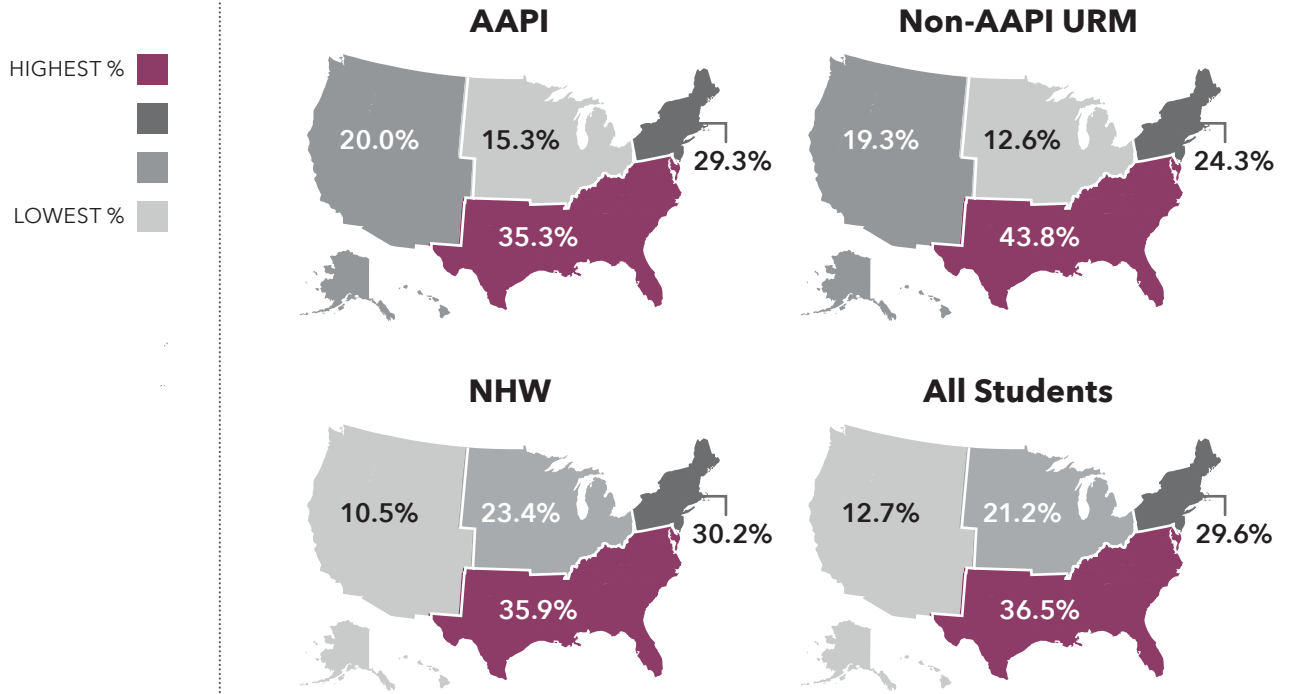 HIGHEST %
LOWEST %
AAPI
20.0%
15.3%
29.3%
35.3%
Non-AAPI URM
19.3%
12.6%
24.3%
43.8%
NHW
10.5%
23.4%
30.2%
35.9%
All Students
12.7%
21.2%
29.6%
36.5%